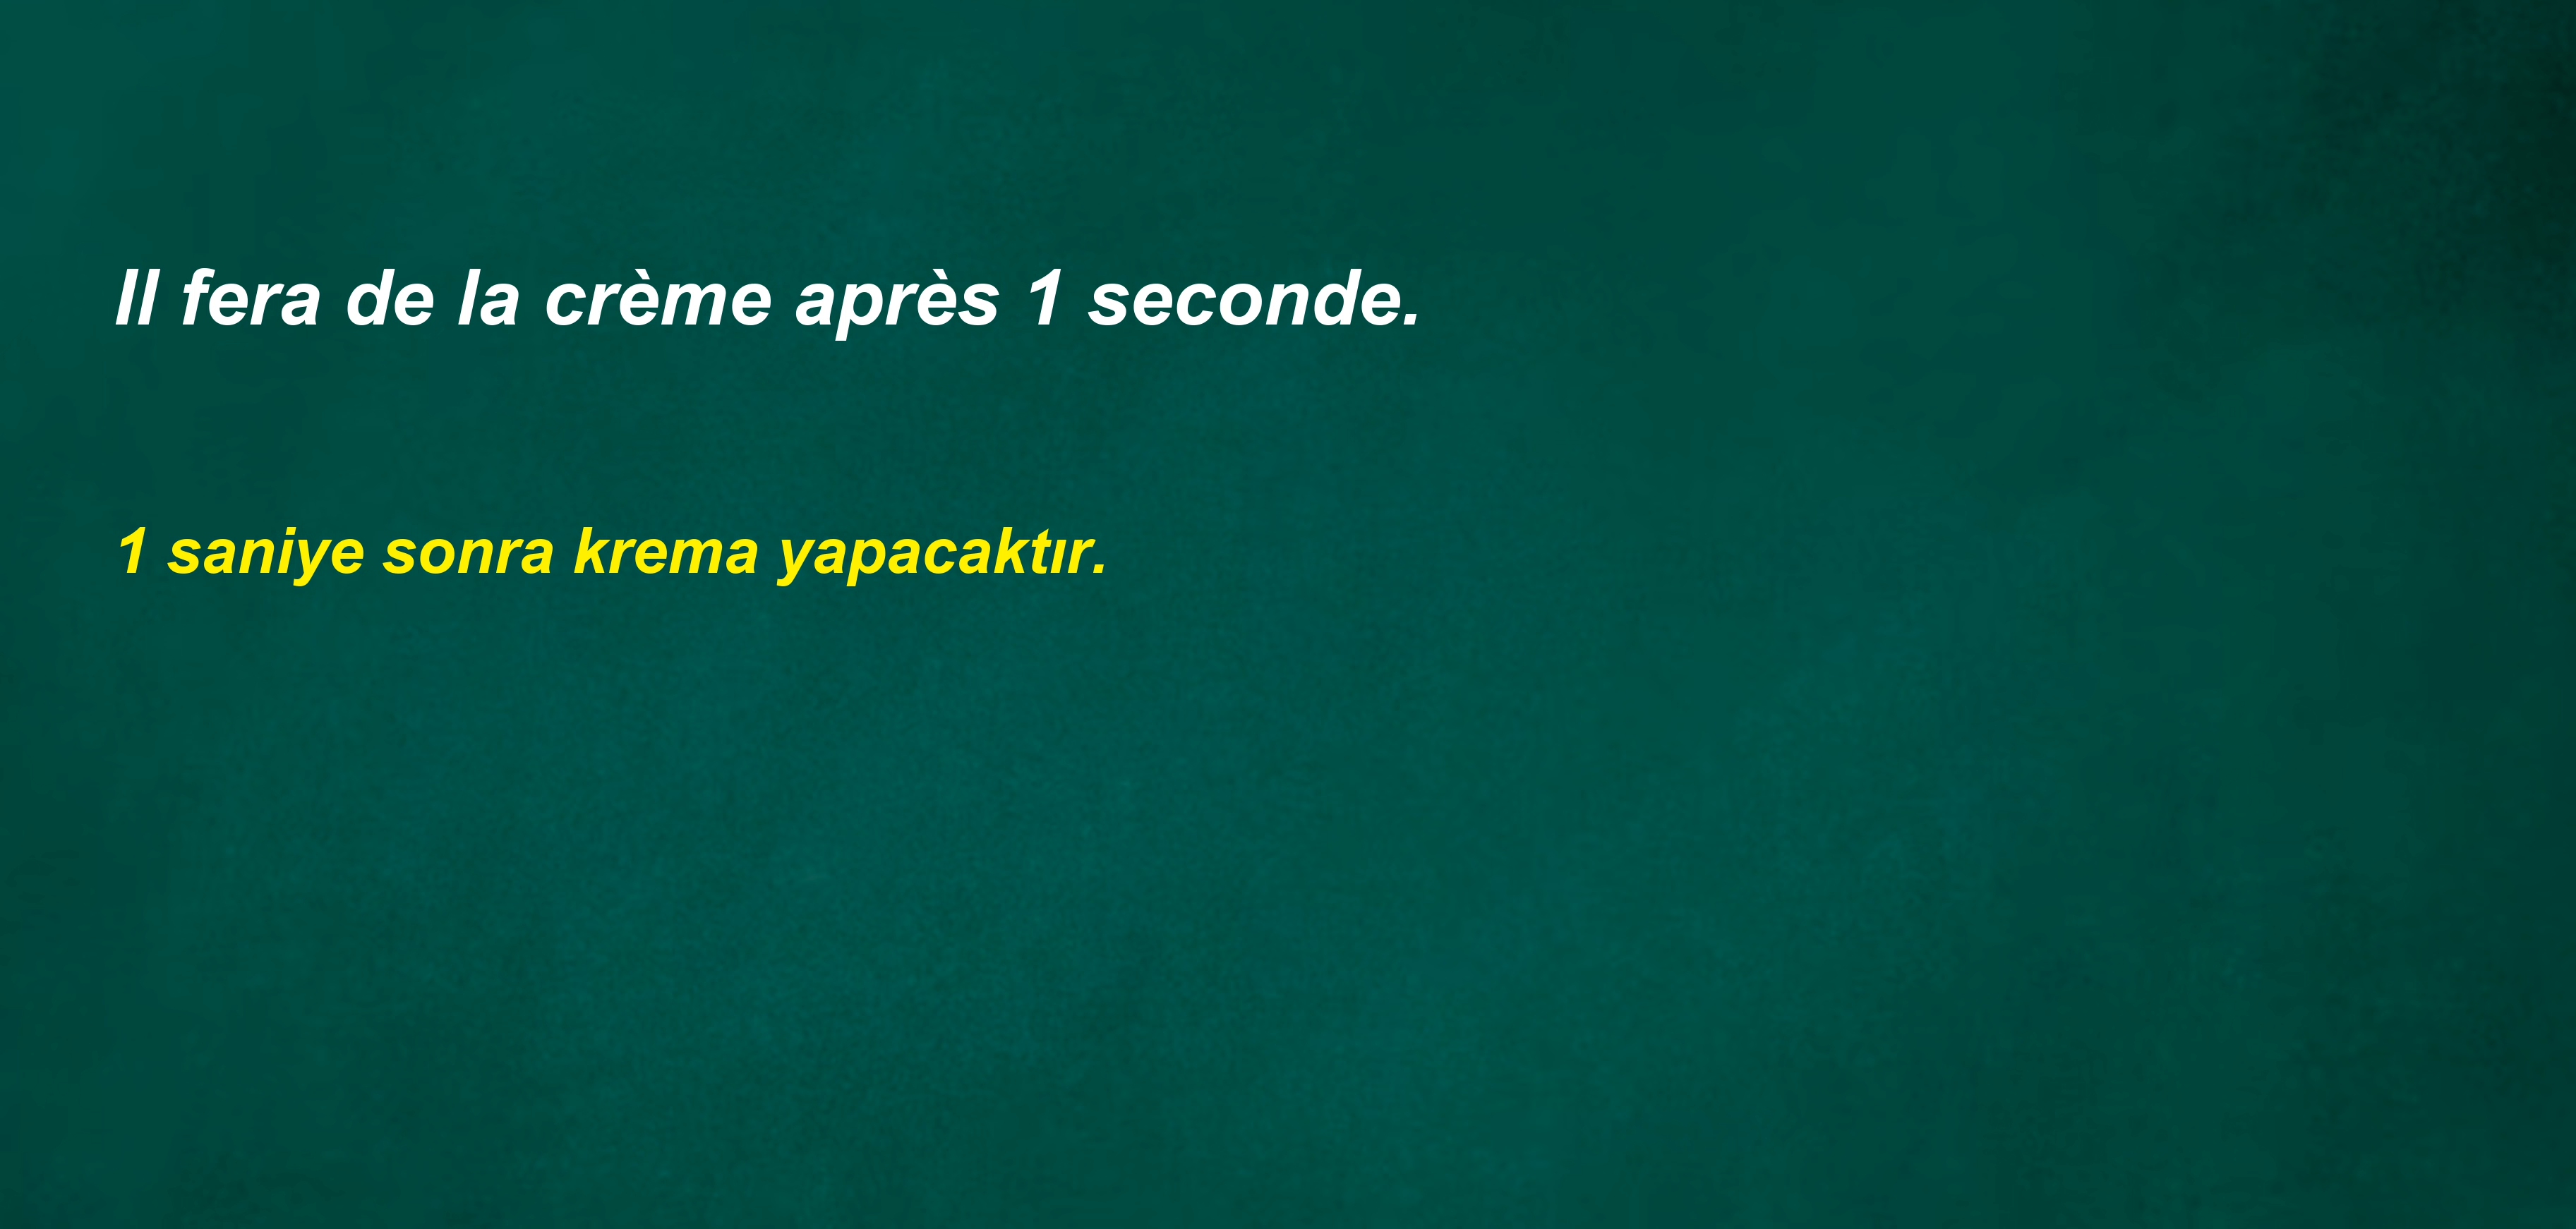 Il fera de la crème après 1 seconde.
1 saniye sonra krema yapacaktır.